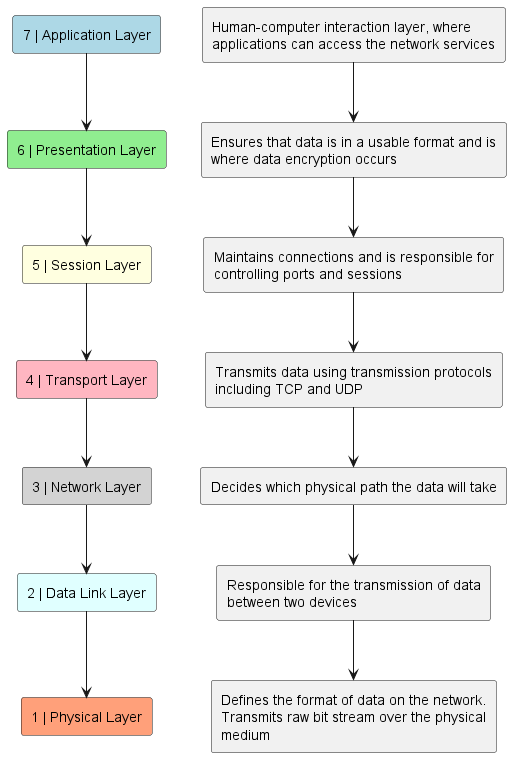 7 | Application Layer
Human-computer interaction layer, where
applications can access the network services
6 | Presentation Layer
Ensures that data is in a usable format and is
where data encryption occurs
5 | Session Layer
Maintains connections and is responsible for
controlling ports and sessions
4 | Transport Layer
Transmits data using transmission protocols
including TCP and UDP
3 | Network Layer
Decides which physical path the data will take
2 | Data Link Layer
Responsible for the transmission of data
between two devices
1 | Physical Layer
Defines the format of data on the network.
Transmits raw bit stream over the physical
medium